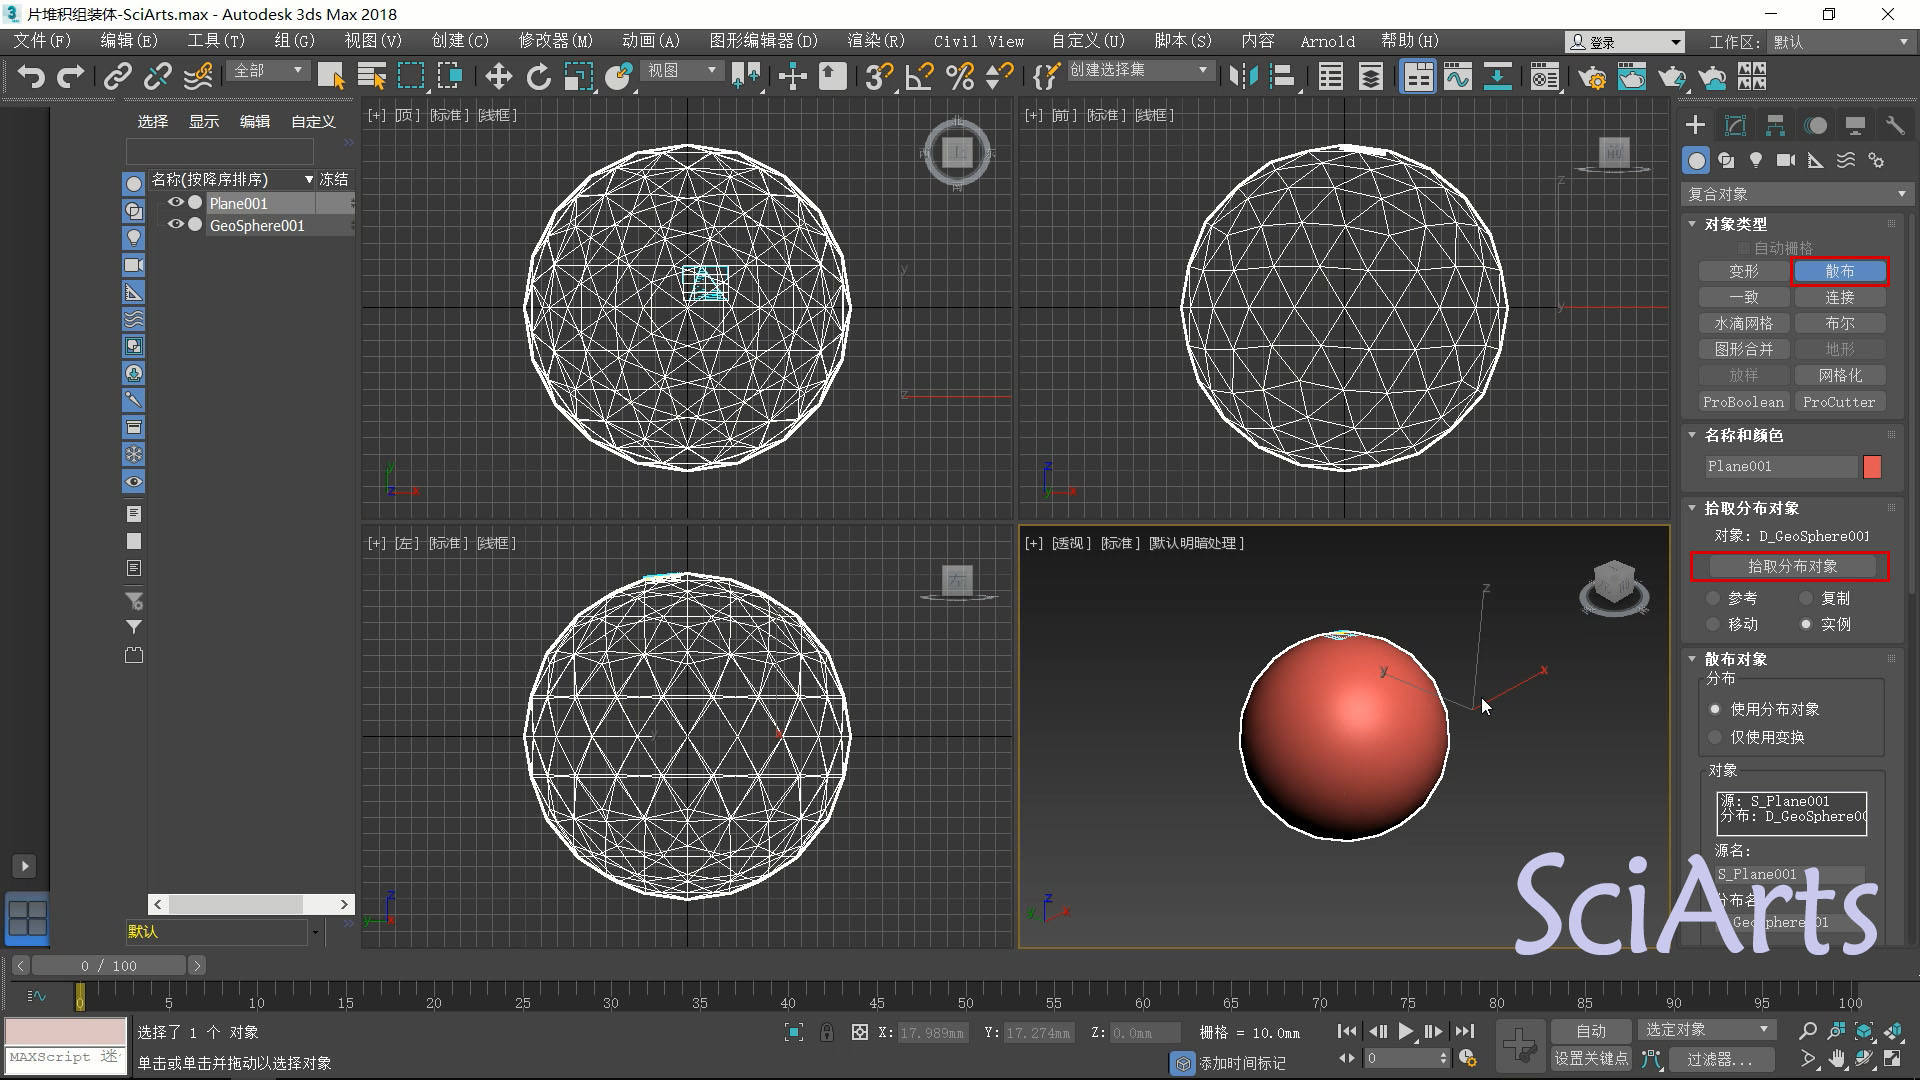 片堆积组装体-SciArts.max - Autodesk 3ds Max 2018
文件(F) 编辑(E) 工具(T) 组(G) 视图(V) 创建(C) 修改器(M) 动画(A) 图形编辑器(D) 渲染(R) Civil View 自定义(U) 脚本(S) 内容 Arnold 帮助(H) 登录 工作区: 默认
全部 视图 创建选择集
选择 显示 编辑 自定义
名称(按降序排序) 冻结
Plane001
GeoSphere001
默认
[+] [顶] [标准] [线框]
[+] [前] [标准] [线框]
[+] [左] [标准] [线框]
[+] [透视] [标准] [默认明暗处理]
复合对象
对象类型
自动栅格
变形 散布
一致 连接
水滴网格 布尔
图形合并 地形
放样 网格化
ProBoolean ProCutter
名称和颜色
Plane001
拾取分布对象
对象: D_GeoSphere001
拾取分布对象
参考 复制
移动 实例
散布对象
分布
使用分布对象
仅使用变换
对象
源: S_Plane001
分布: D_GeoSphere00
源名:
S_Plane001
分布名
SciArts
0 / 100
0 5 10 15 20 25 30 35 40 45 50 55 60 65 70 75 80 85 90 95 100
选择了 1 个 对象
X: 17.989mm Y: 17.274mm Z: 0.0mm 栅格 = 10.0mm
自动 选定对象
MAXScript 迷
单击或单击并拖动以选择对象
添加时间标记
0
设置关键点 过滤器...